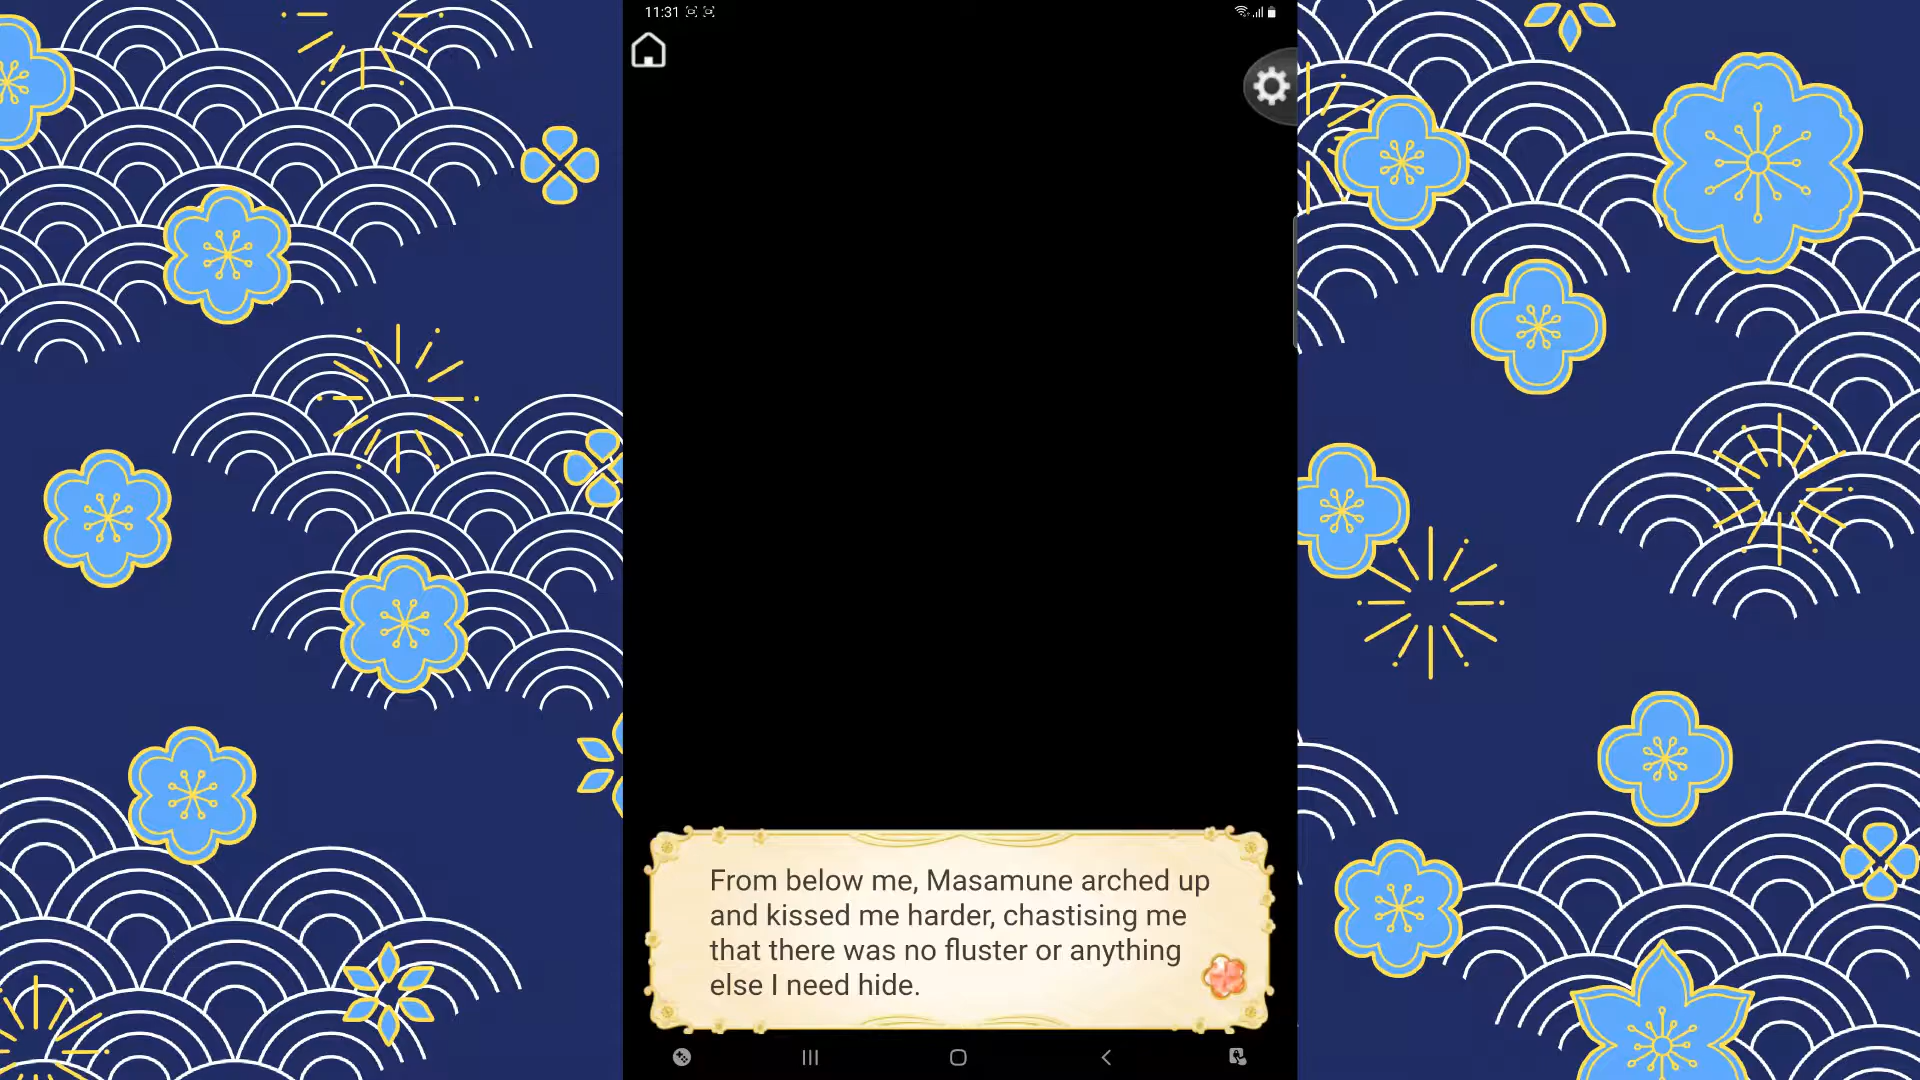 11:31
From below me, Masamune arched up
and kissed me harder, chastising me
that there was no fluster or anything
else I need hide.